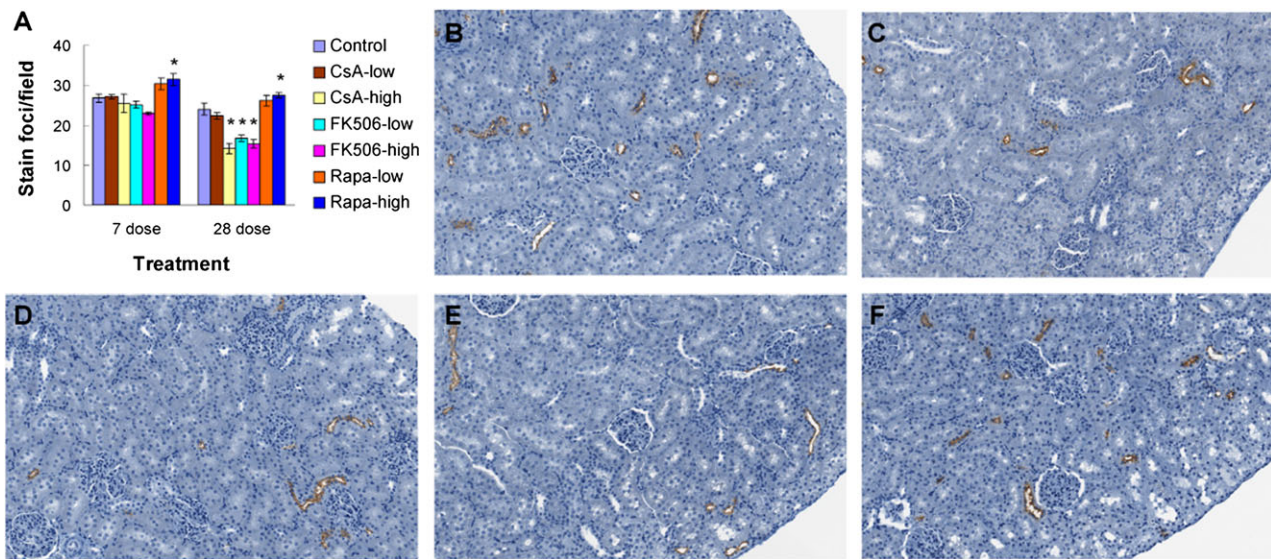 A
40
30
20
10
0
Stain foci/field
*
* * *
*
7 dose 28 dose
Treatment
Control
CsA-low
CsA-high
FK506-low
FK506-high
Rapa-low
Rapa-high
B
C
D
E
F